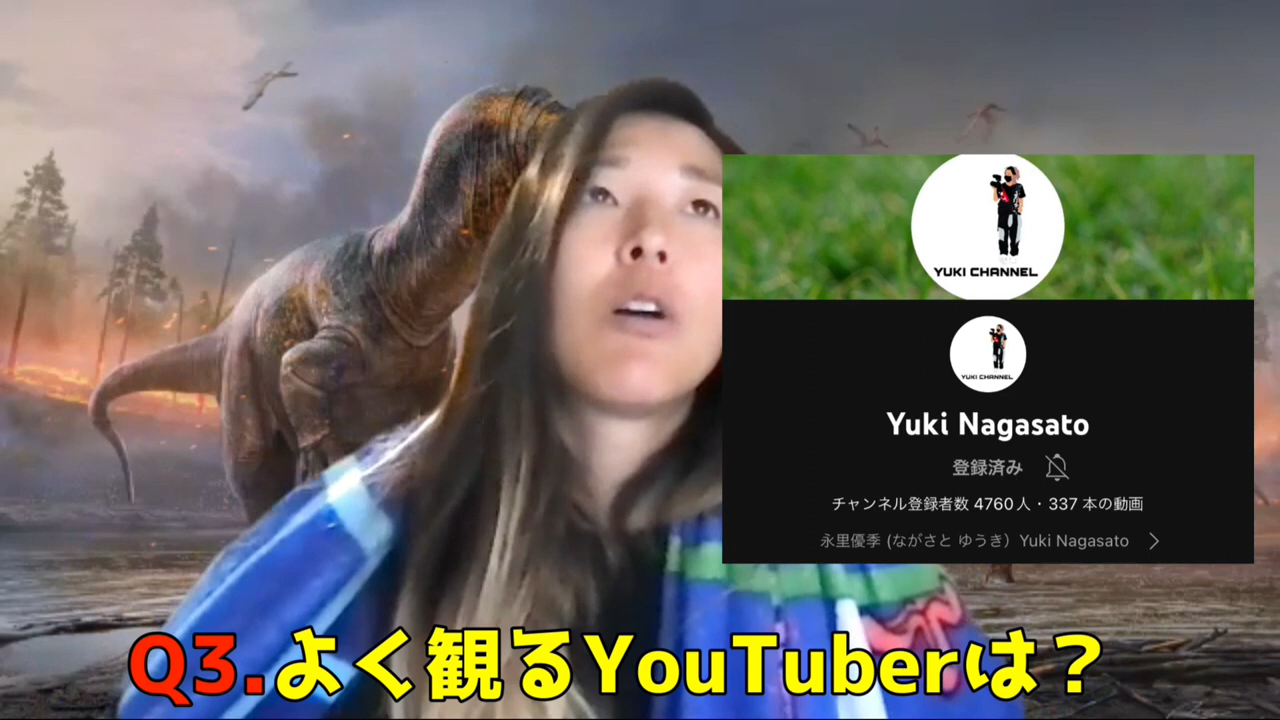 YUKI CHANNEL
YUKI CHANNEL
Yuki Nagasato
登録済み
チャンネル登録者数 4760人・337 本の動画
永里優季 (ながさと ゆうき）Yuki Nagasato
Q3.よく観るYouTuberは？